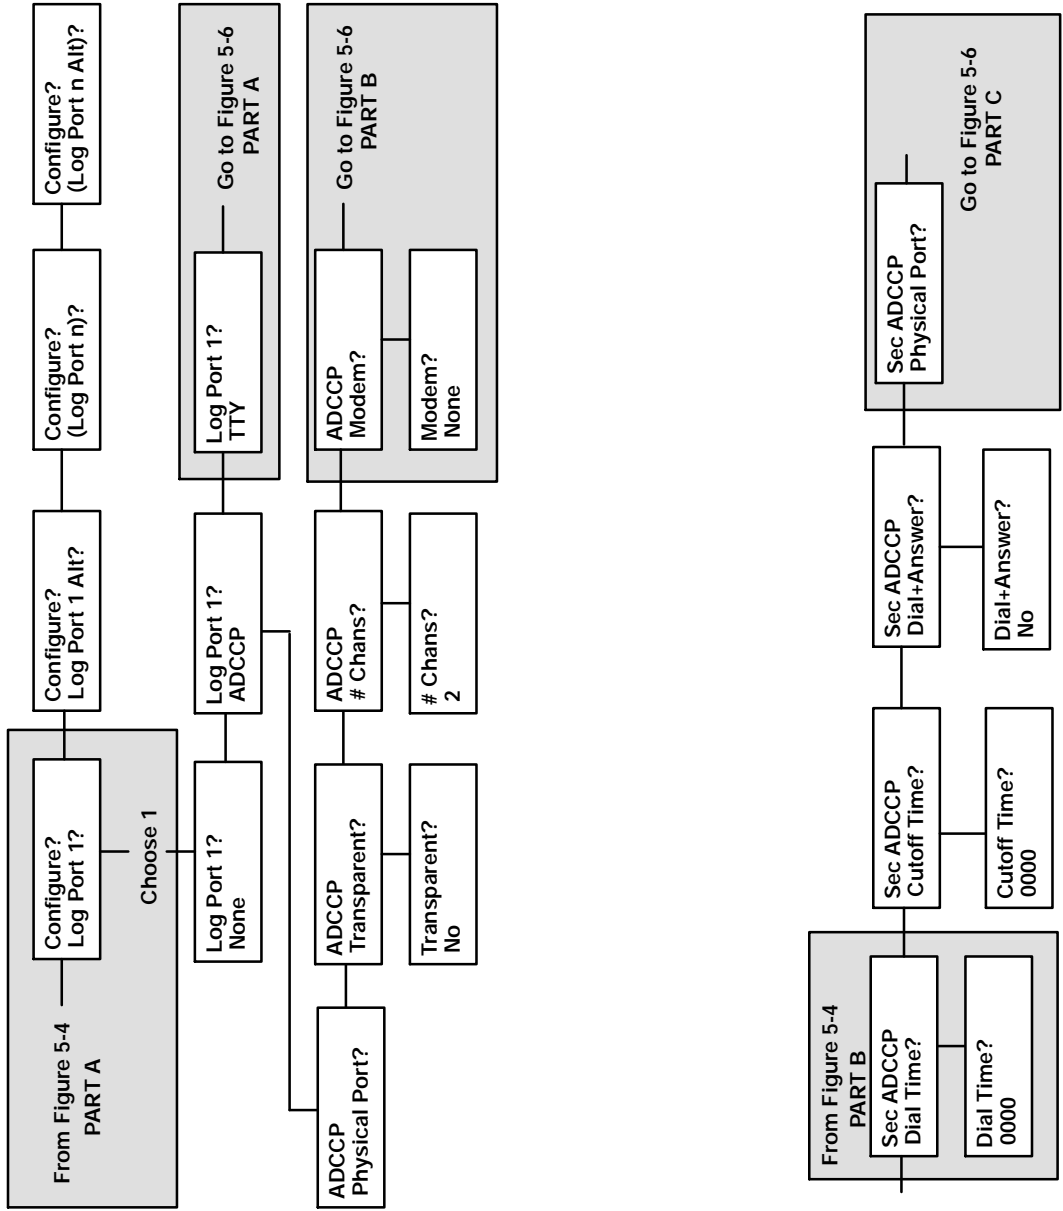 From Figure 5-4
PART A
Configure?
Log Port 1?
Configure?
Log Port 1 Alt?
Configure?
(Log Port n)?
Configure?
(Log Port n Alt)?
Choose 1
Log Port 1?
None
Log Port 1?
ADCCP
Log Port 1?
TTY
Go to Figure 5-6
PART A
ADCCP
Physical Port?
ADCCP
Transparent?
ADCCP
# Chans?
ADCCP
Modem?
Go to Figure 5-6
PART B
Transparent?
No
# Chans?
2
Modem?
None
From Figure 5-4
PART B
Sec ADCCP
Dial Time?
Sec ADCCP
Cutoff Time?
Sec ADCCP
Dial+Answer?
Sec ADCCP
Physical Port?
Go to Figure 5-6
PART C
Dial Time?
0000
Cutoff Time?
0000
Dial+Answer?
No